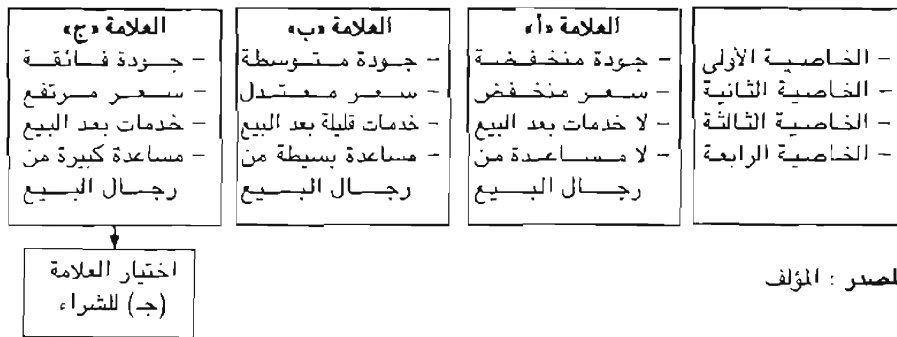 - الخاصية الأولى
- الخاصية الثانية
- الخاصية الثالثة
- الخاصية الرابعة
العلامة «أ»
- جودة منخفضة
- سعر منخفض
- لا خدمات بعد البيع
- لا مساعدة من
رجال البيع
العلامة «ب»
- جودة متوسطة
- سعر معتدل
- خدمات قليلة بعد البيع
- مساعدة بسيطة من
رجال البيع
العلامة «ج»
- جودة فائقة
- سعر مرتفع
- خدمات بعد البيع
- مساعدة كبيرة من
رجال البيع
اختيار العلامة
(جـ) للشراء
لمصدر : المؤلف